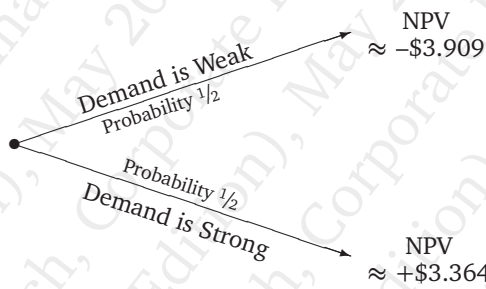 NPV
≈ –$3.909
Demand is Weak
Probability 1/2
Probability 1/2
Demand is Strong
NPV
≈ +$3.364